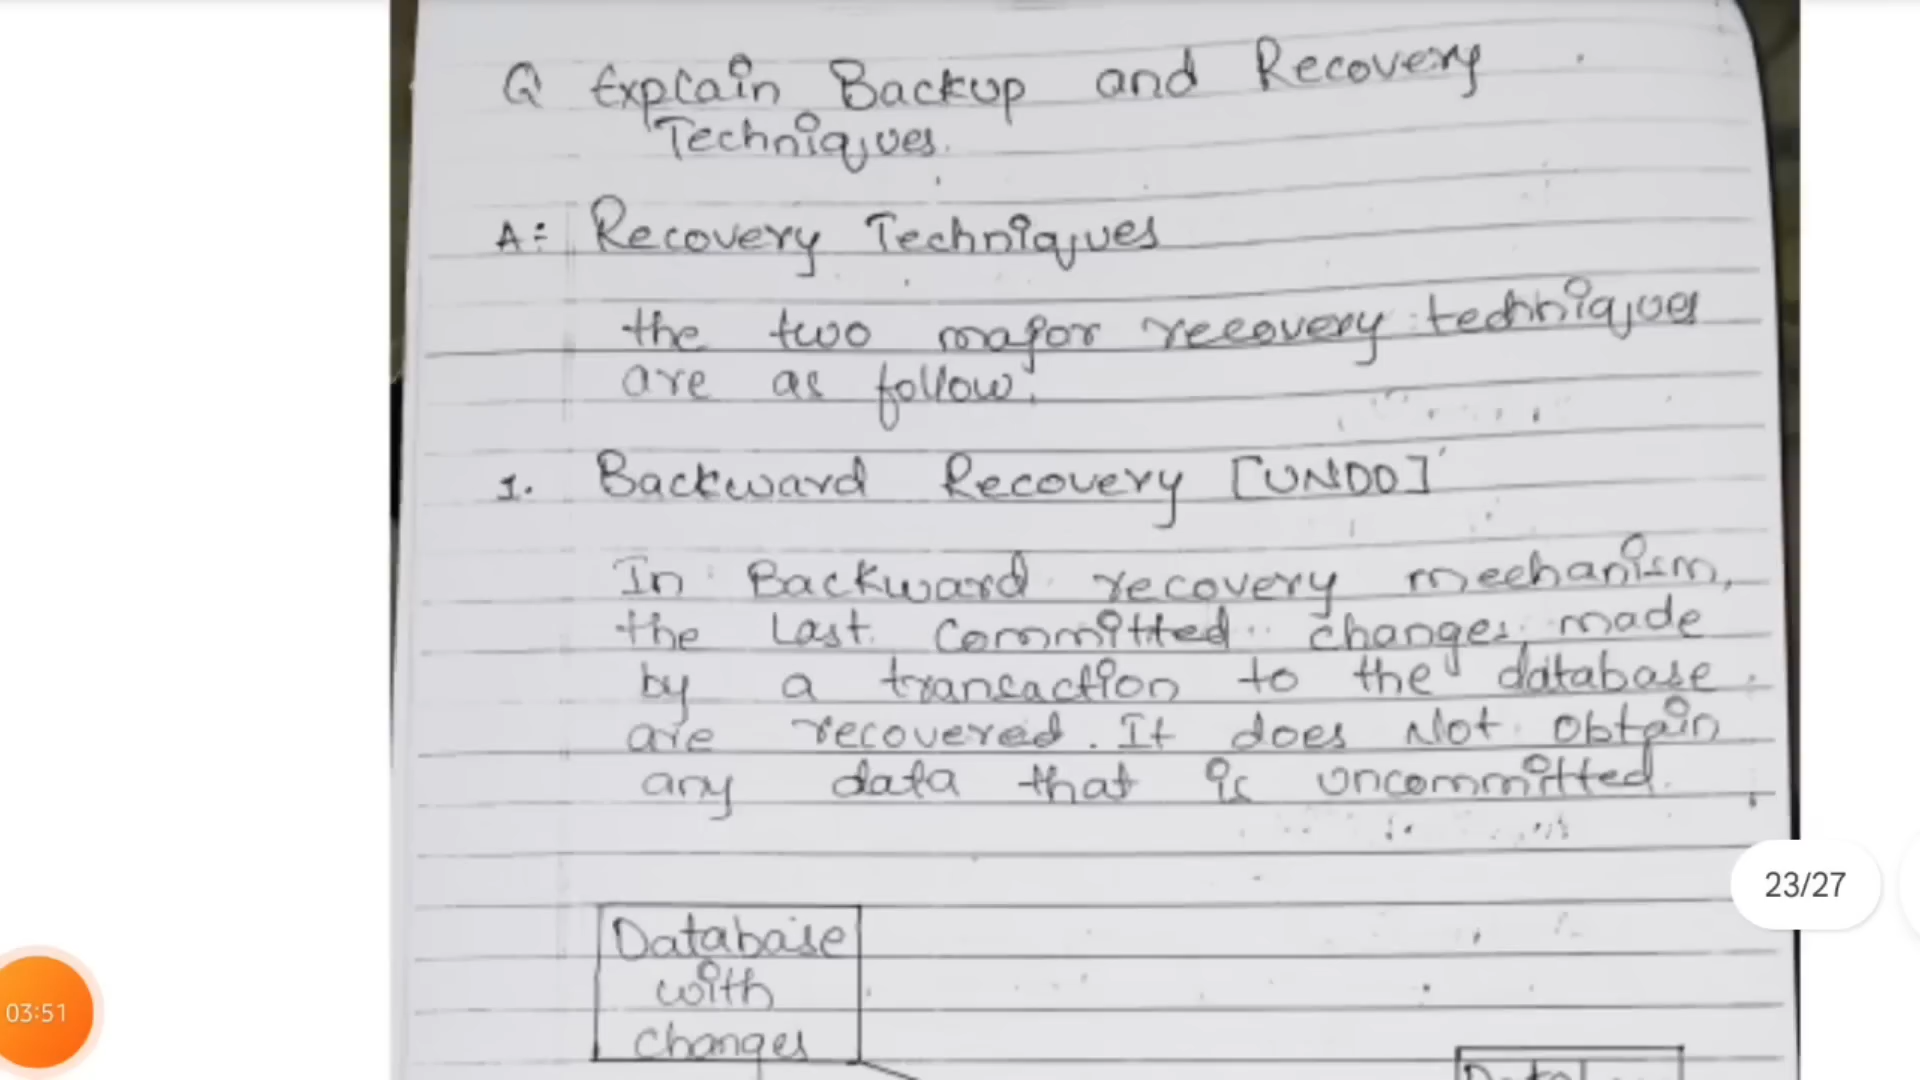 Q Explain Backup and Recovery
Techniques.
A: Recovery Techniques
the two major recovery techniques
are as follow:
1. Backward Recovery [UNDO]
In Backward recovery mechanism,
the Last Committed changes made
by a transaction to the database
are recovered. It does Not Obtain
any data that is uncommitted.
23/27
Database
with
changes
03:51